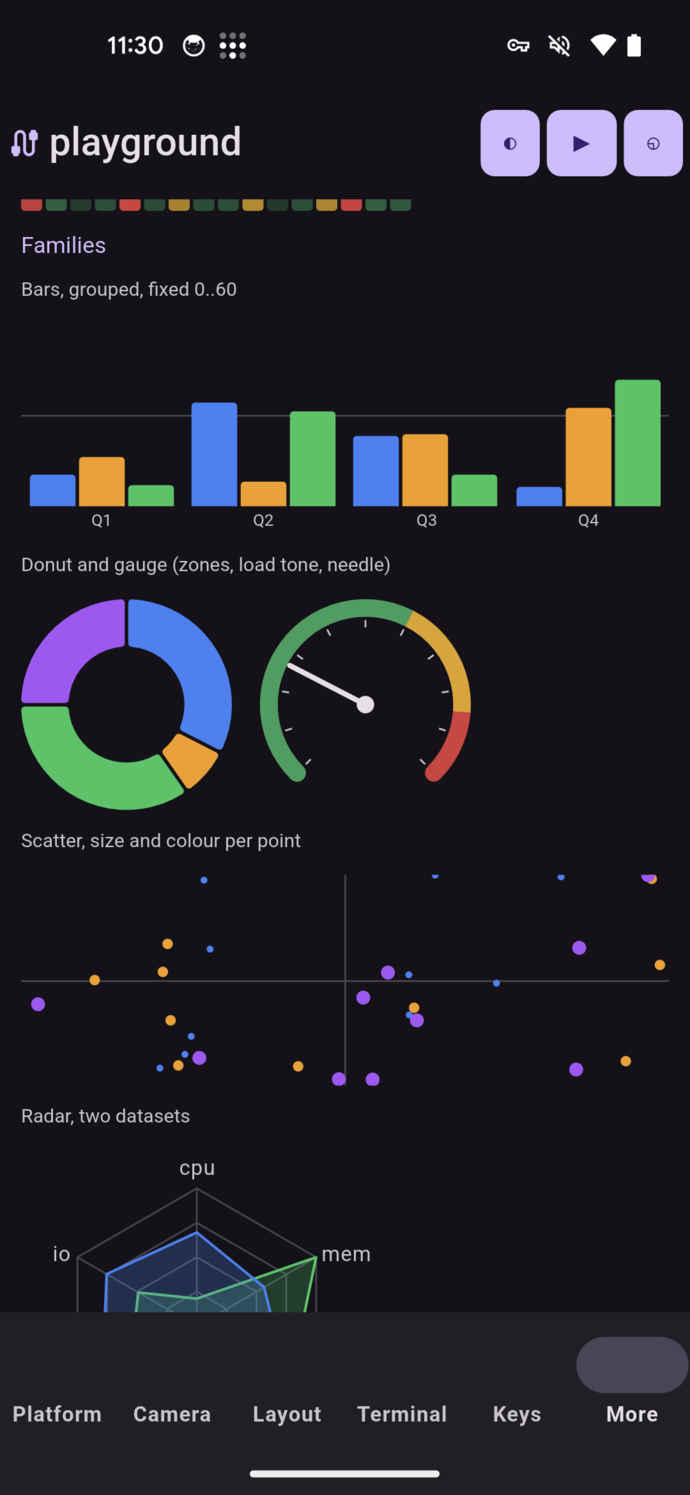 11:30
playground
Families
Bars, grouped, fixed 0..60
Q1 Q2 Q3 Q4
Donut and gauge (zones, load tone, needle)
Scatter, size and colour per point
Radar, two datasets
cpu
io mem
Platform Camera Layout Terminal Keys More